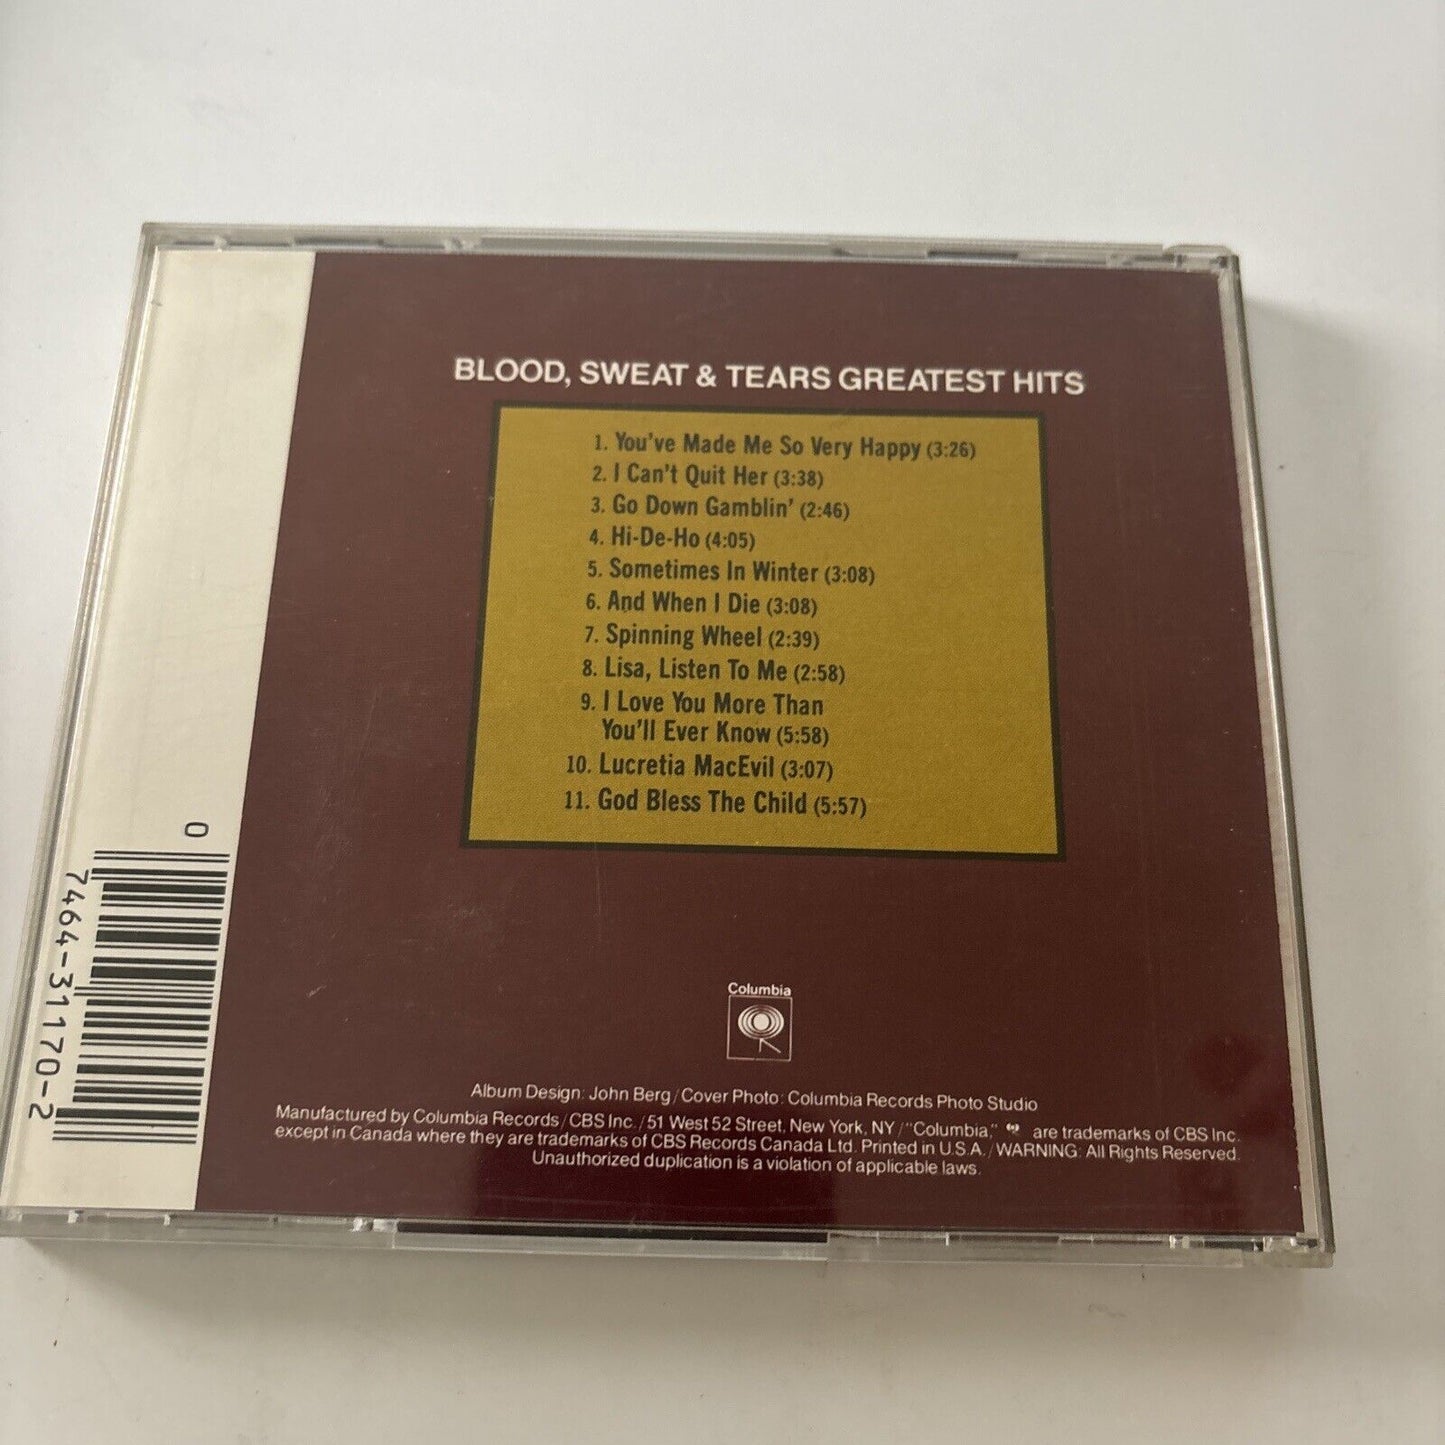 BLOOD, SWEAT & TEARS GREATEST HITS
1. You've Made Me So Very Happy (3:26)
2. I Can't Quit Her (3:38)
3. Go Down Gamblin' (2:46)
4. Hi-De-Ho (4:05)
5. Sometimes In Winter (3:08)
6. And When I Die (3:08)
7. Spinning Wheel (2:39)
8. Lisa, Listen To Me (2:58)
9. I Love You More Than
You'll Ever Know (5:58)
10. Lucretia MacEvil (3:07)
11. God Bless The Child (5:57)
0
7464-31170-2
Columbia
Album Design: John Berg/Cover Photo: Columbia Records Photo Studio
Manufactured by Columbia Records/CBS Inc./51 West 52 Street, New York, NY/"Columbia," are trademarks of CBS Inc.
except in Canada where they are trademarks of CBS Records Canada Ltd. Printed in U.S.A./WARNING: All Rights Reserved.
Unauthorized duplication is a violation of applicable laws.